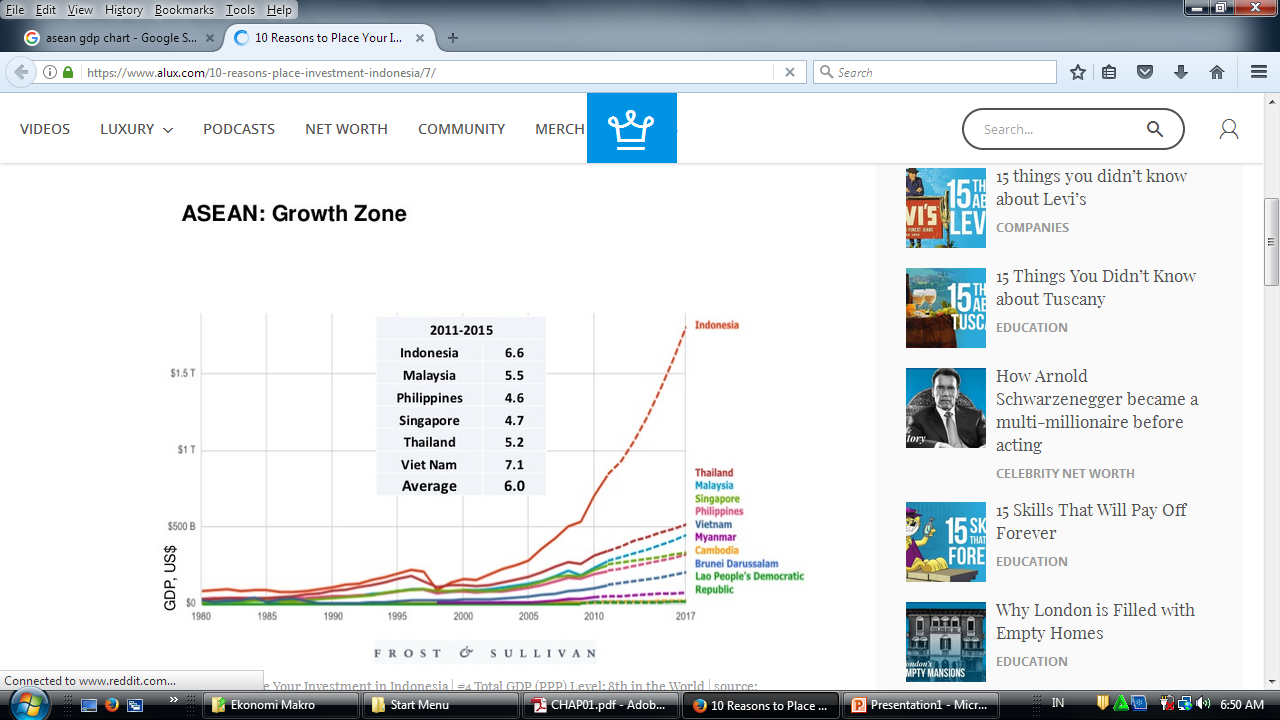 File Edit View History Bookmarks Tools Help
asean gdp chart - Google S...
10 Reasons to Place Your I...
https://www.alux.com/10-reasons-place-investment-indonesia/7/
Search
VIDEOS LUXURY PODCASTS NET WORTH COMMUNITY MERCH
Search...
ASEAN: Growth Zone
GDP, US$
$1.5 T
$1 T
$500 B
$0
1980 1985 1990 1995 2000 2005 2010 2017
2011-2015
Indonesia 6.6
Malaysia 5.5
Philippines 4.6
Singapore 4.7
Thailand 5.2
Viet Nam 7.1
Average 6.0
Indonesia
Thailand
Malaysia
Singapore
Philippines
Vietnam
Myanmar
Cambodia
Brunei Darussalam
Lao People's Democratic
Republic
FROST & SULLIVAN
e Your Investment in Indonesia | #4 Total GDP (PPP) Level: 8th in the World | source:
15 things you didn't know
about Levi's
COMPANIES
15 Things You Didn't Know
about Tuscany
EDUCATION
How Arnold
Schwarzenegger became a
multi-millionaire before
acting
CELEBRITY NET WORTH
15 Skills That Will Pay Off
Forever
EDUCATION
Why London is Filled with
Empty Homes
EDUCATION
Connected to www.reddit.com...
Ekonomi Makro
Start Menu
CHAP01.pdf - Adob...
10 Reasons to Place ...
Presentation1 - Micr...
IN
6:50 AM